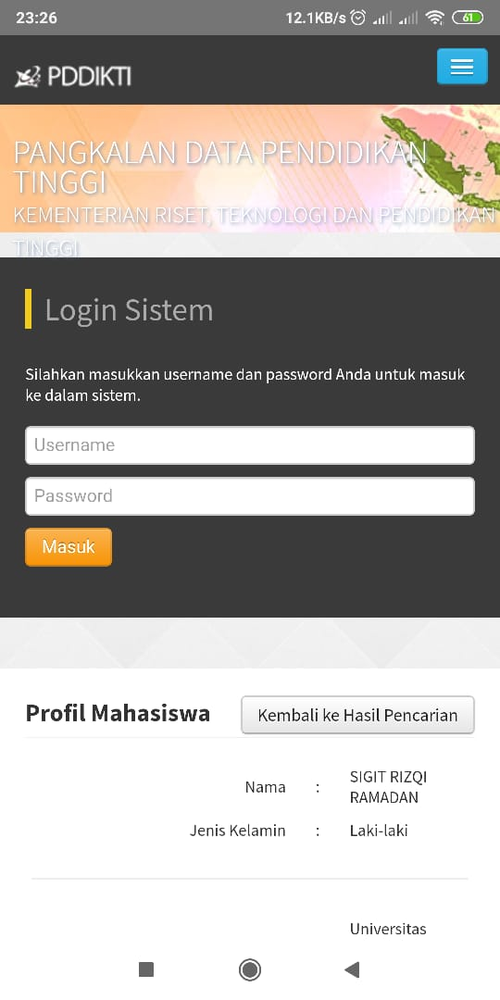 23:26 12.1KB/s 61
PDDIKTI
PANGKALAN DATA PENDIDIKAN
TINGGI
KEMENTERIAN RISET, TEKNOLOGI DAN PENDIDIKAN
TINGGI
Login Sistem
Silahkan masukkan username dan password Anda untuk masuk
ke dalam sistem.
Username
Password
Masuk
Profil Mahasiswa Kembali ke Hasil Pencarian
Nama : SIGIT RIZQI
RAMADAN
Jenis Kelamin : Laki-laki
Universitas